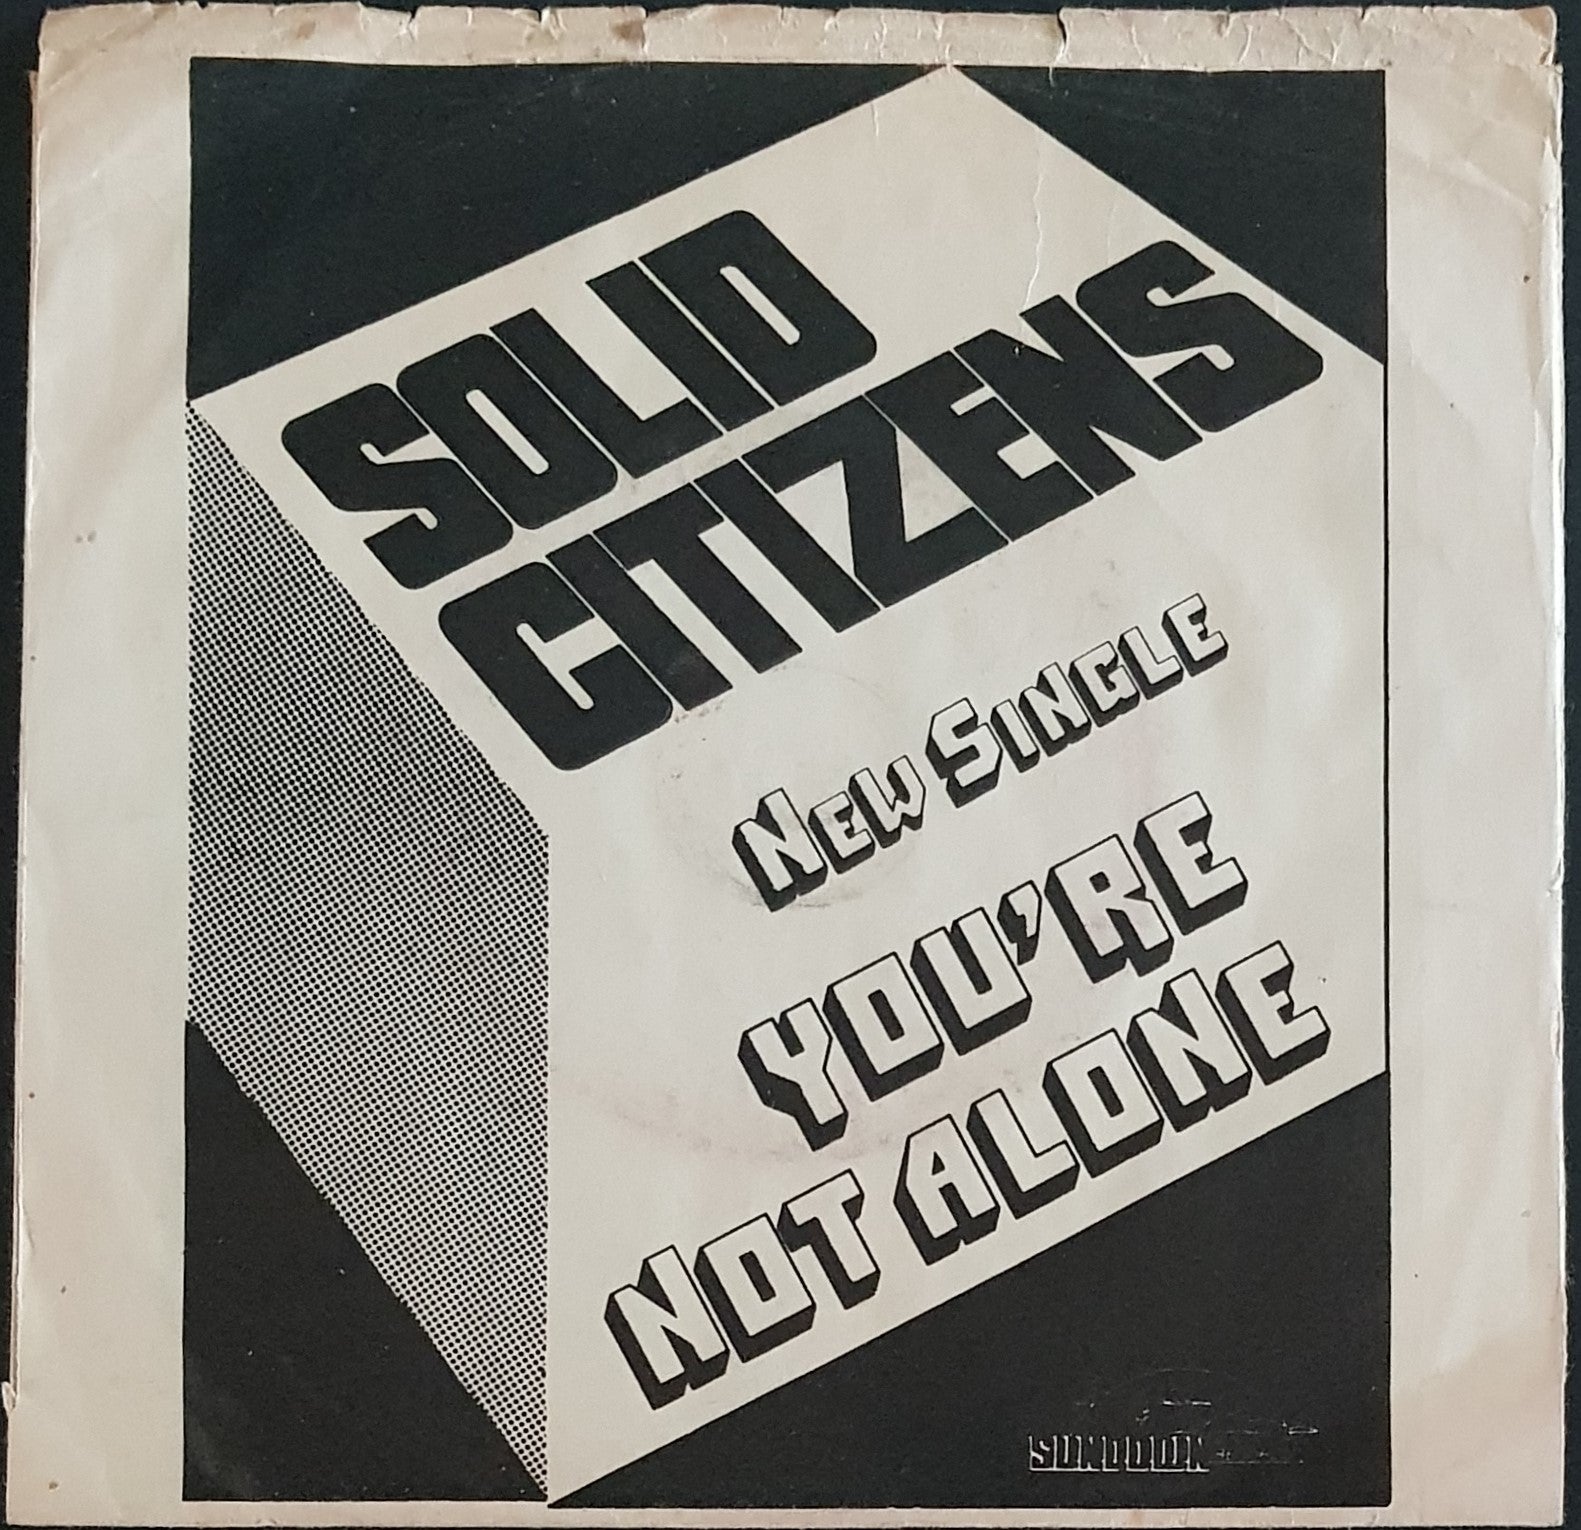 SOLID
CITIZENS
NEW SINGLE
YOU'RE
NOT ALONE
SUNDOWN